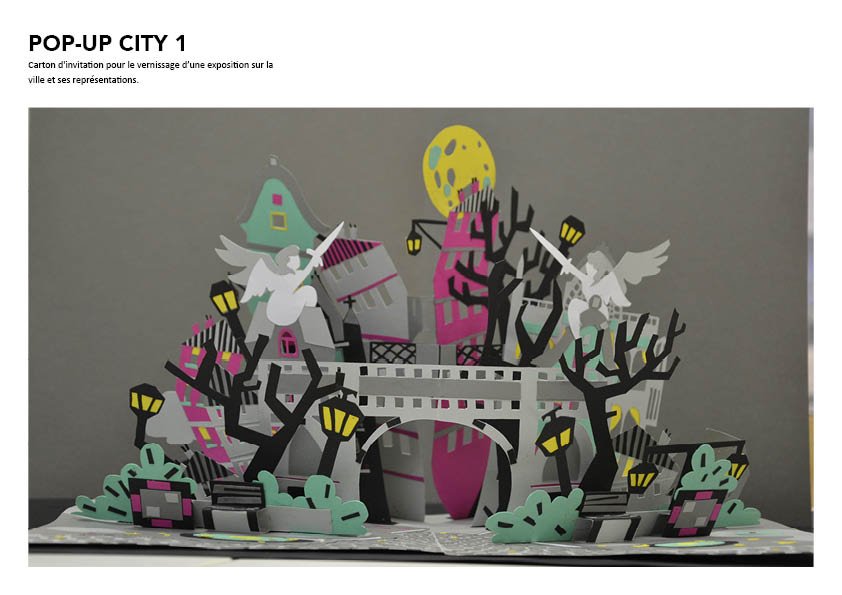 POP-UP CITY 1
Carton d'invitation pour le vernissage d'une exposition sur la
ville et ses représentations.